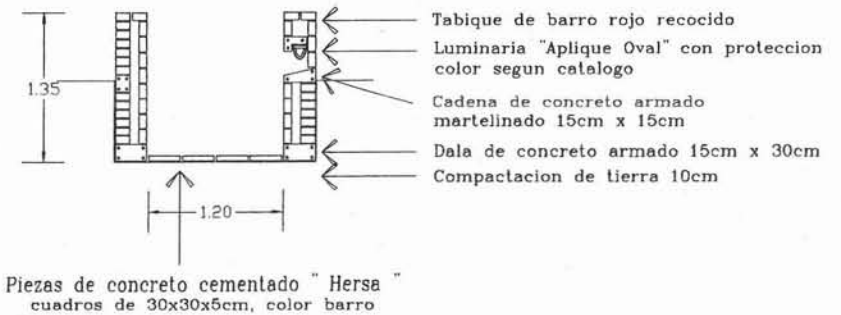 Tabique de barro rojo recocido
Luminaria "Aplique Oval" con proteccion
color segun catalogo
1.35
Cadena de concreto armado
martelinado 15cm x 15cm
Dala de concreto armado 15cm x 30cm
Compactacion de tierra 10cm
1.20
Piezas de concreto cementado " Hersa "
cuadros de 30x30x5cm, color barro